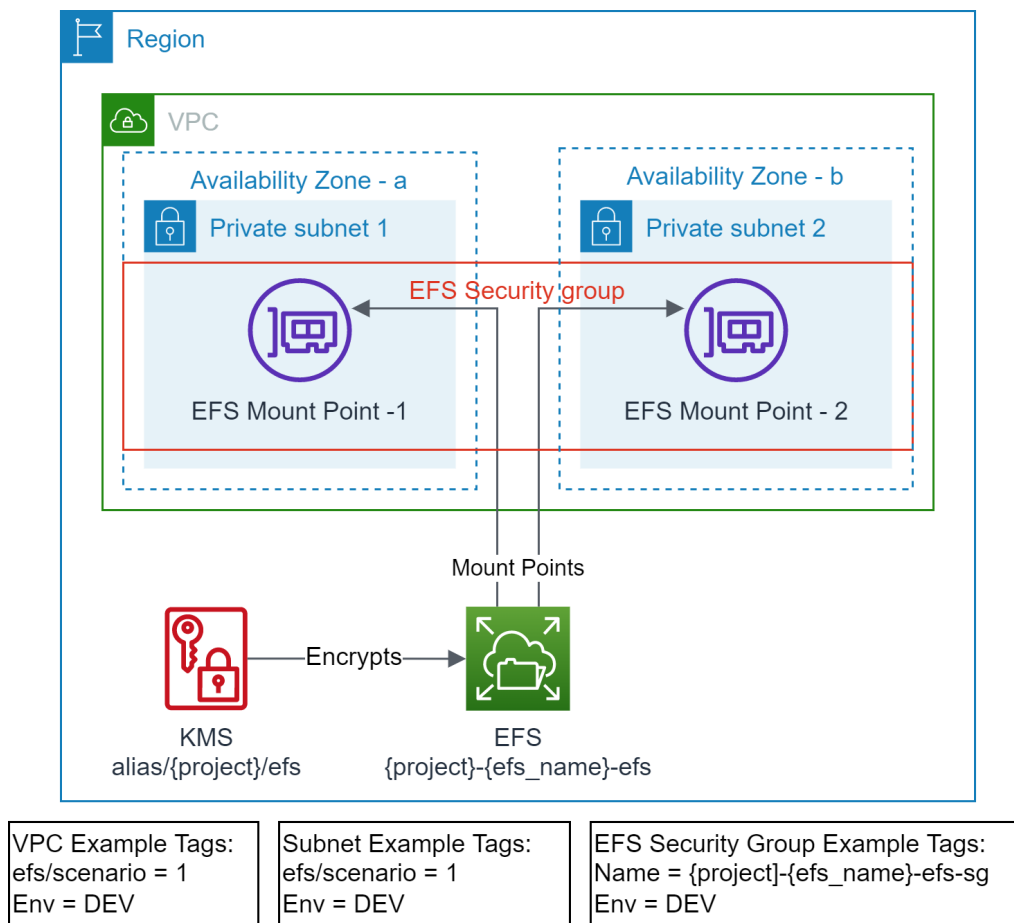 Region
VPC
Availability Zone - a
Availability Zone - b
Private subnet 1
Private subnet 2
EFS Security group
EFS Mount Point -1
EFS Mount Point - 2
Mount Points
Encrypts
KMS
alias/{project}/efs
EFS
{project}-{efs_name}-efs
VPC Example Tags:
efs/scenario = 1
Env = DEV
Subnet Example Tags:
efs/scenario = 1
Env = DEV
EFS Security Group Example Tags:
Name = {project]-{efs_name}-efs-sg
Env = DEV